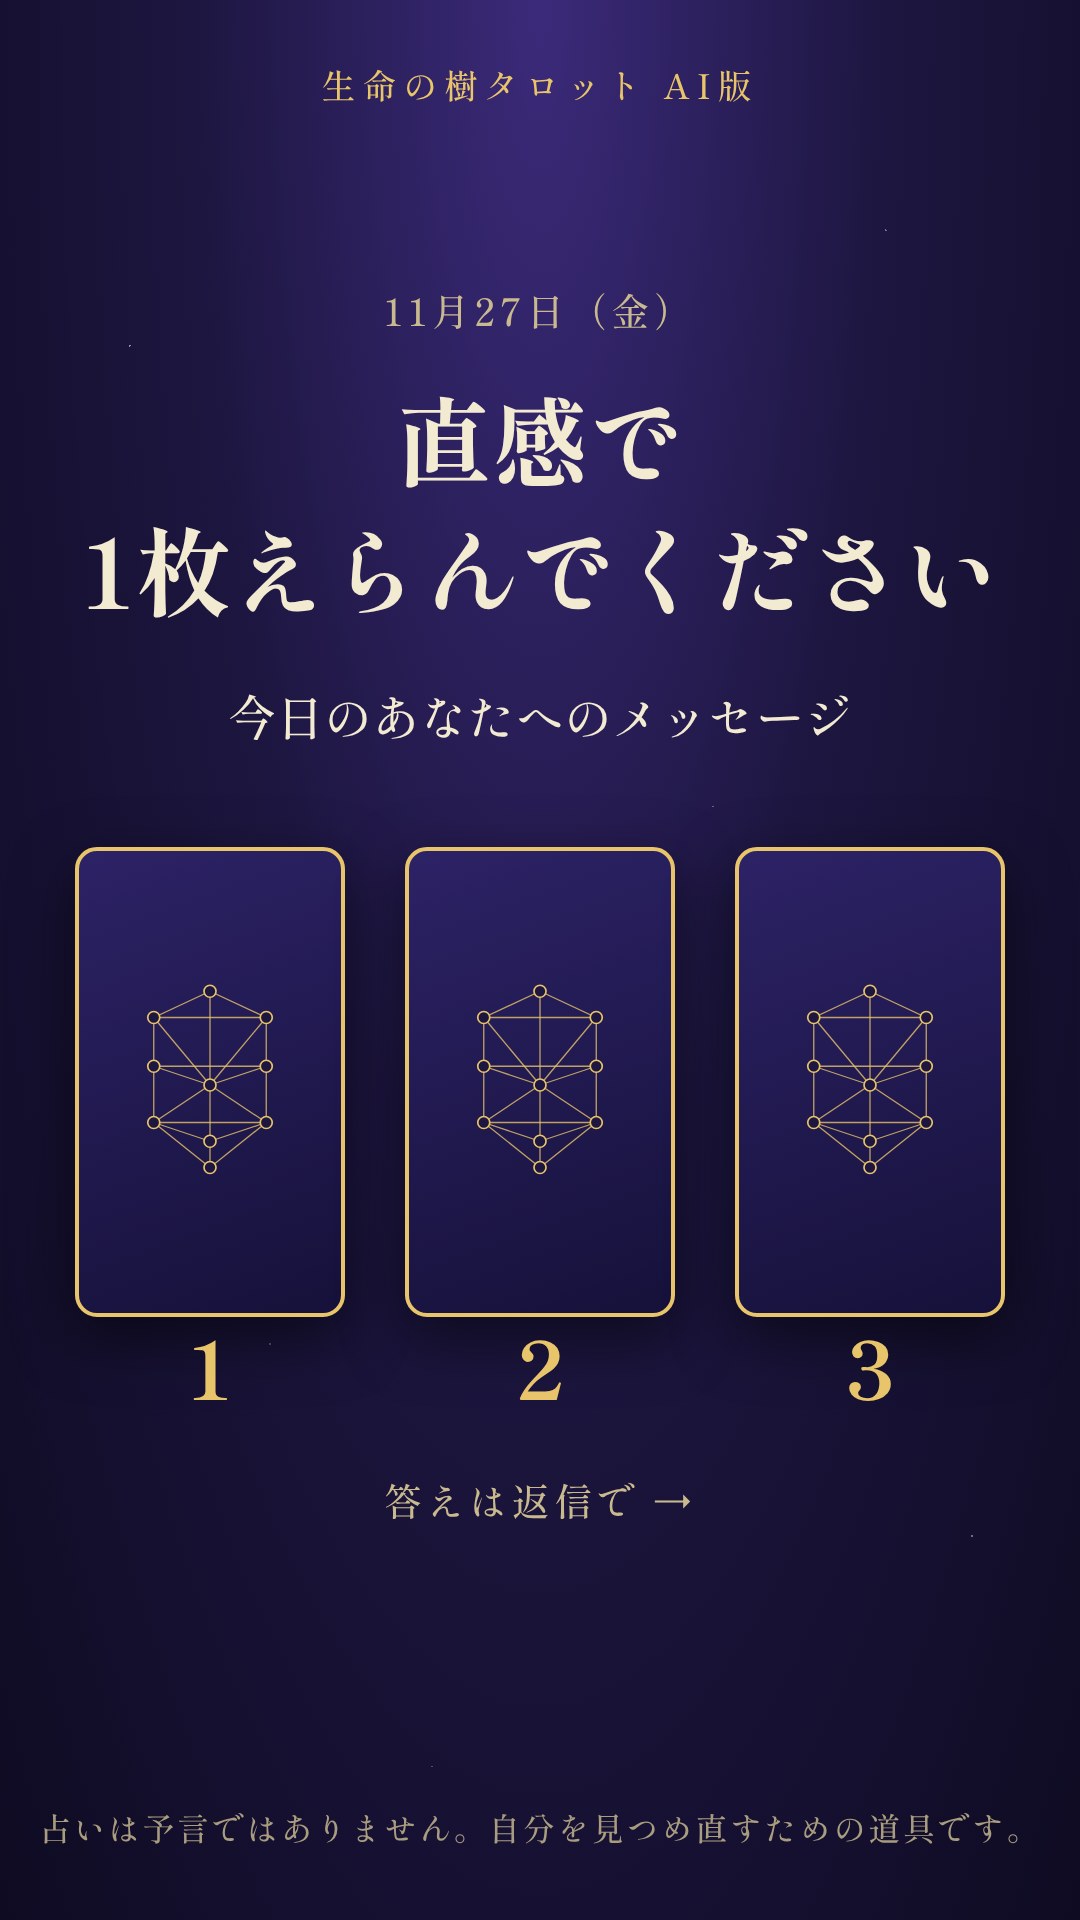 生命の樹タロット AI版
11月27日（金）
直感で
1枚えらんでください
今日のあなたへのメッセージ
1 2 3
答えは返信で →
占いは予言ではありません。自分を見つめ直すための道具です。